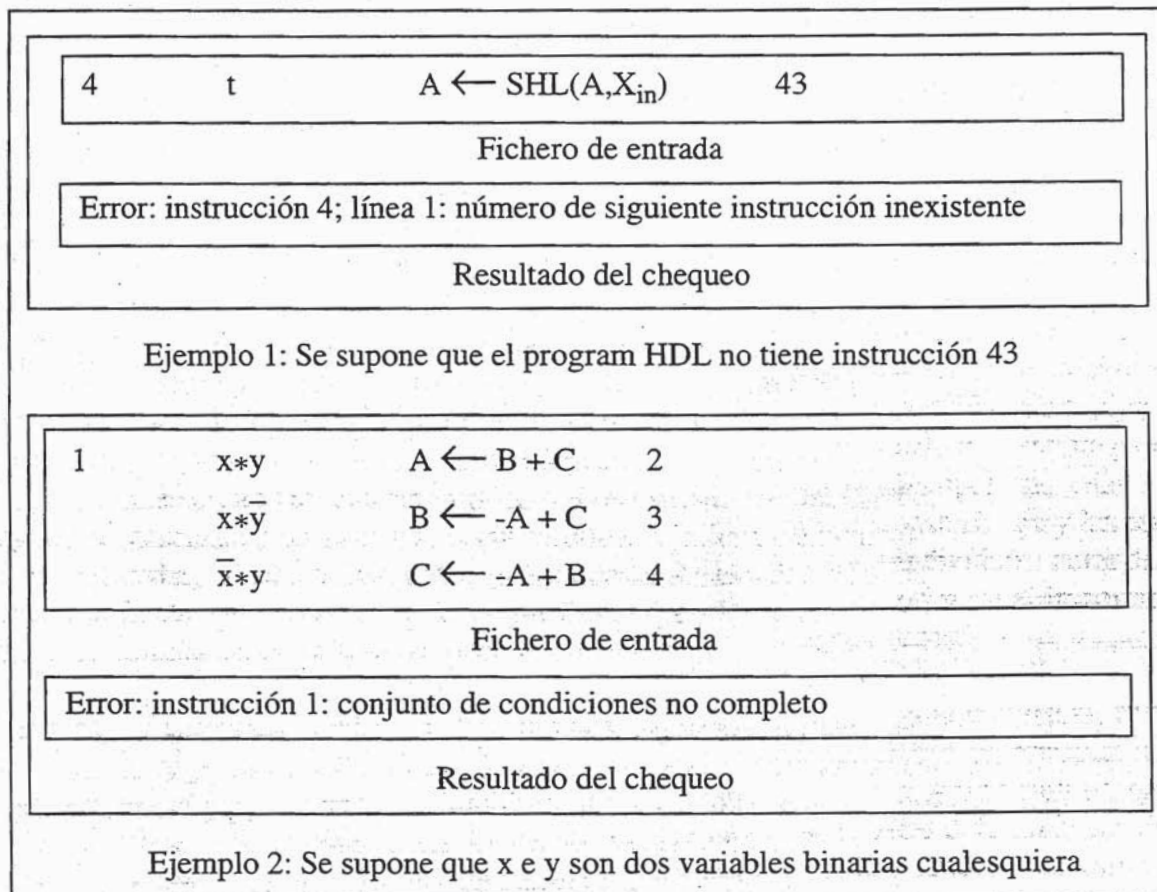 4 t A ← SHL(A,X_in) 43
Fichero de entrada
Error: instrucción 4; línea 1: número de siguiente instrucción inexistente
Resultado del chequeo
Ejemplo 1: Se supone que el program HDL no tiene instrucción 43
1 x*y A ← B + C 2
x*y̅ B ← -A + C 3
x̅*y C ← -A + B 4
Fichero de entrada
Error: instrucción 1: conjunto de condiciones no completo
Resultado del chequeo
Ejemplo 2: Se supone que x e y son dos variables binarias cualesquiera